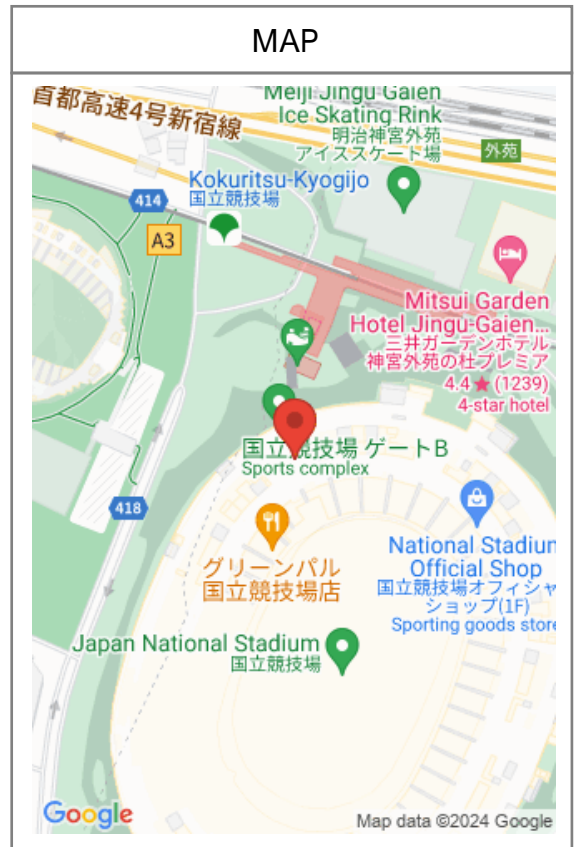 MAP
首都高速4号新宿線
Meiji Jingu Gaien
Ice Skating Rink
明治神宮外苑
アイススケート場
外苑
Kokuritsu-Kyogijo
国立競技場
414
A3
Mitsui Garden
Hotel Jingu-Gaien...
三井ガーデンホテル
神宮外苑の杜プレミア
4.4★(1239)
4-star hotel
国立競技場 ゲートB
Sports complex
418
グリーンパル
国立競技場店
National Stadium
Official Shop
国立競技場オフィシャ
ショップ(1F)
Sporting goods store
Japan National Stadium
国立競技場
Google
Map data ©2024 Google